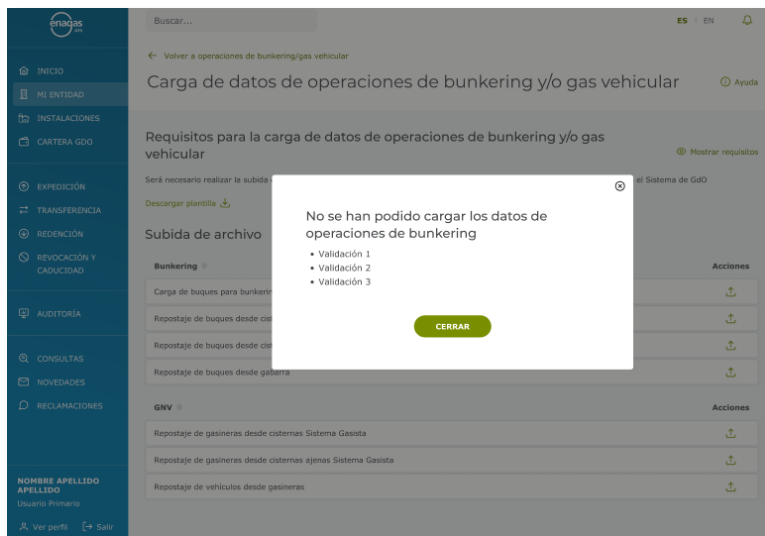 enagas
Buscar...
ES | EN
Volver a operaciones de bunkering/gas vehicular
Carga de datos de operaciones de bunkering y/o gas vehicular
Ayuda
INICIO
MI ENTIDAD
INSTALACIONES
CARTERA GDO
EXPEDICIÓN
TRANSFERENCIA
REDENCIÓN
REVOCACIÓN Y
CADUCIDAD
AUDITORÍA
CONSULTAS
NOVEDADES
RECLAMACIONES
NOMBRE APELLIDO
APELLIDO
Usuario Primario
Ver perfil
Salir
Requisitos para la carga de datos de operaciones de bunkering y/o gas
vehicular
Mostrar requisitos
Será necesario realizar la subida
el Sistema de GdO
Descargar plantilla
Subida de archivo
No se han podido cargar los datos de
operaciones de bunkering
• Validación 1
• Validación 2
• Validación 3
CERRAR
Bunkering
Acciones
Carga de buques para bunkerin
Repostaje de buques desde cis
Repostaje de buques desde cis
Repostaje de buques desde gabarra
GNV
Acciones
Repostaje de gasineras desde cisternas Sistema Gasista
Repostaje de gasineras desde cisternas ajenas Sistema Gasista
Repostaje de vehículos desde gasineras